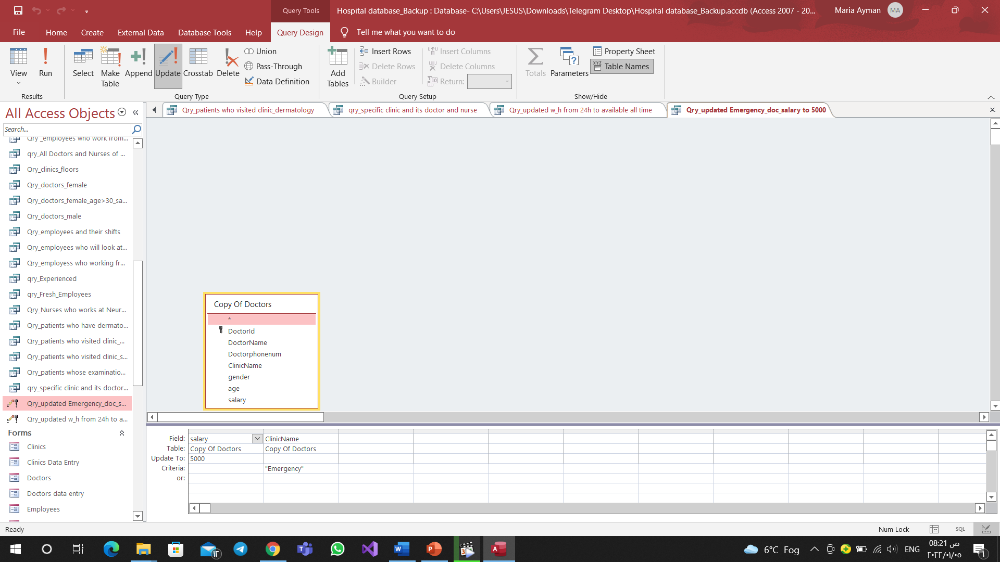 Query Tools
Hospital database_Backup : Database- C:\Users\JESUS\Downloads\Telegram Desktop\Hospital database_Backup.accdb (Access 2007 - 20...
Maria Ayman
MA
File
Home
Create
External Data
Database Tools
Help
Query Design
Tell me what you want to do
View
Run
Select
Make
Table
Append
Update
Crosstab
Delete
Union
Pass-Through
Data Definition
Add
Tables
Insert Rows
Delete Rows
Builder
Insert Columns
Delete Columns
Return:
Totals
Parameters
Property Sheet
Table Names
Results
Query Type
Query Setup
Show/Hide
All Access Objects
Search...
Qry_patients who visited clinic_dermatology
qry_specific clinic and its doctor and nurse
Qry_updated w_h from 24h to available all time
Qry_updated Emergency_doc_salary to 5000
Qry _employees who work from...
qry_All Doctors and Nurses of ...
Qry_clinics_floors
Qry_doctors_female
Qry_doctors_female_age>30_sa...
Qry_doctors_male
Qry_employees and their shifts
Qry_employees who will look at...
Qry_employess who working fr...
qry_Experienced
qry_Fresh_Employees
Qry_Nurses who works at Neur...
Qry_patients who have dermato...
Qry_patients who visited clinic_...
Qry_patients who visited clinic_s...
Qry_patients whose examinatio...
qry_specific clinic and its doctor...
Qry_updated Emergency_doc_s...
Qry_updated w_h from 24h to a...
Forms
Clinics
Clinics Data Entry
Doctors
Doctors data entry
Employees
Copy Of Doctors
*
DoctorId
DoctorName
Doctorphonenum
ClinicName
gender
age
salary
Field: salary ClinicName
Table: Copy Of Doctors Copy Of Doctors
Update To: 5000
Criteria: "Emergency"
or:
Ready
Num Lock
SQL
١٣
6°C Fog
ENG
08:21 ص
٢٠٢٢/٠١/٠٥
١